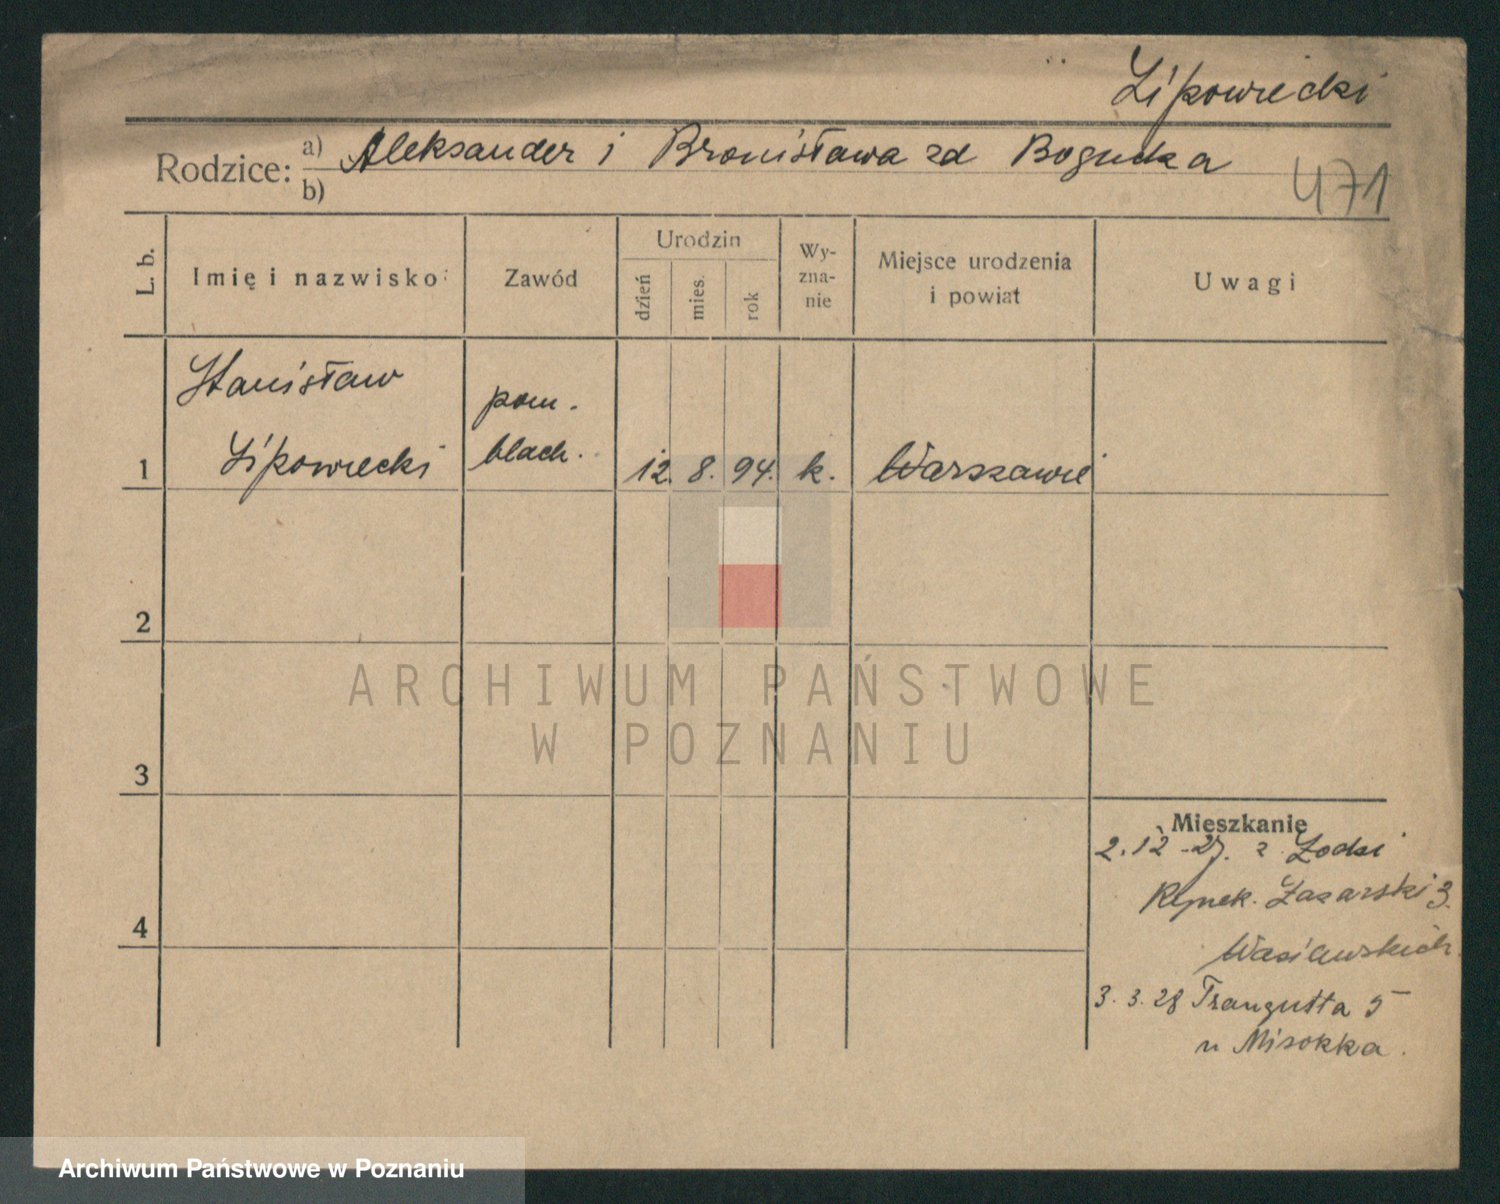 Lipowiecki
Rodzice: a) Aleksander i Bronisława zd Bogucka
b)
471
L. b.
Imię i nazwisko
Zawód
Urodzin
dzień
mies.
rok
Wy-
zna-
nie
Miejsce urodzenia
i powiat
Uwagi
Stanisław
Lipowiecki
pom.
blach.
1
12. 8. 94. k. Warszawie
2
ARCHIWUM PAŃSTWOWE
W POZNANIU
3
Mieszkanie
2.12.27. z Łodzi
Rynek. Łazarski 3.
4
3. 3. 28 Traugutta 5
u
Archiwum Państwowe w Poznaniu